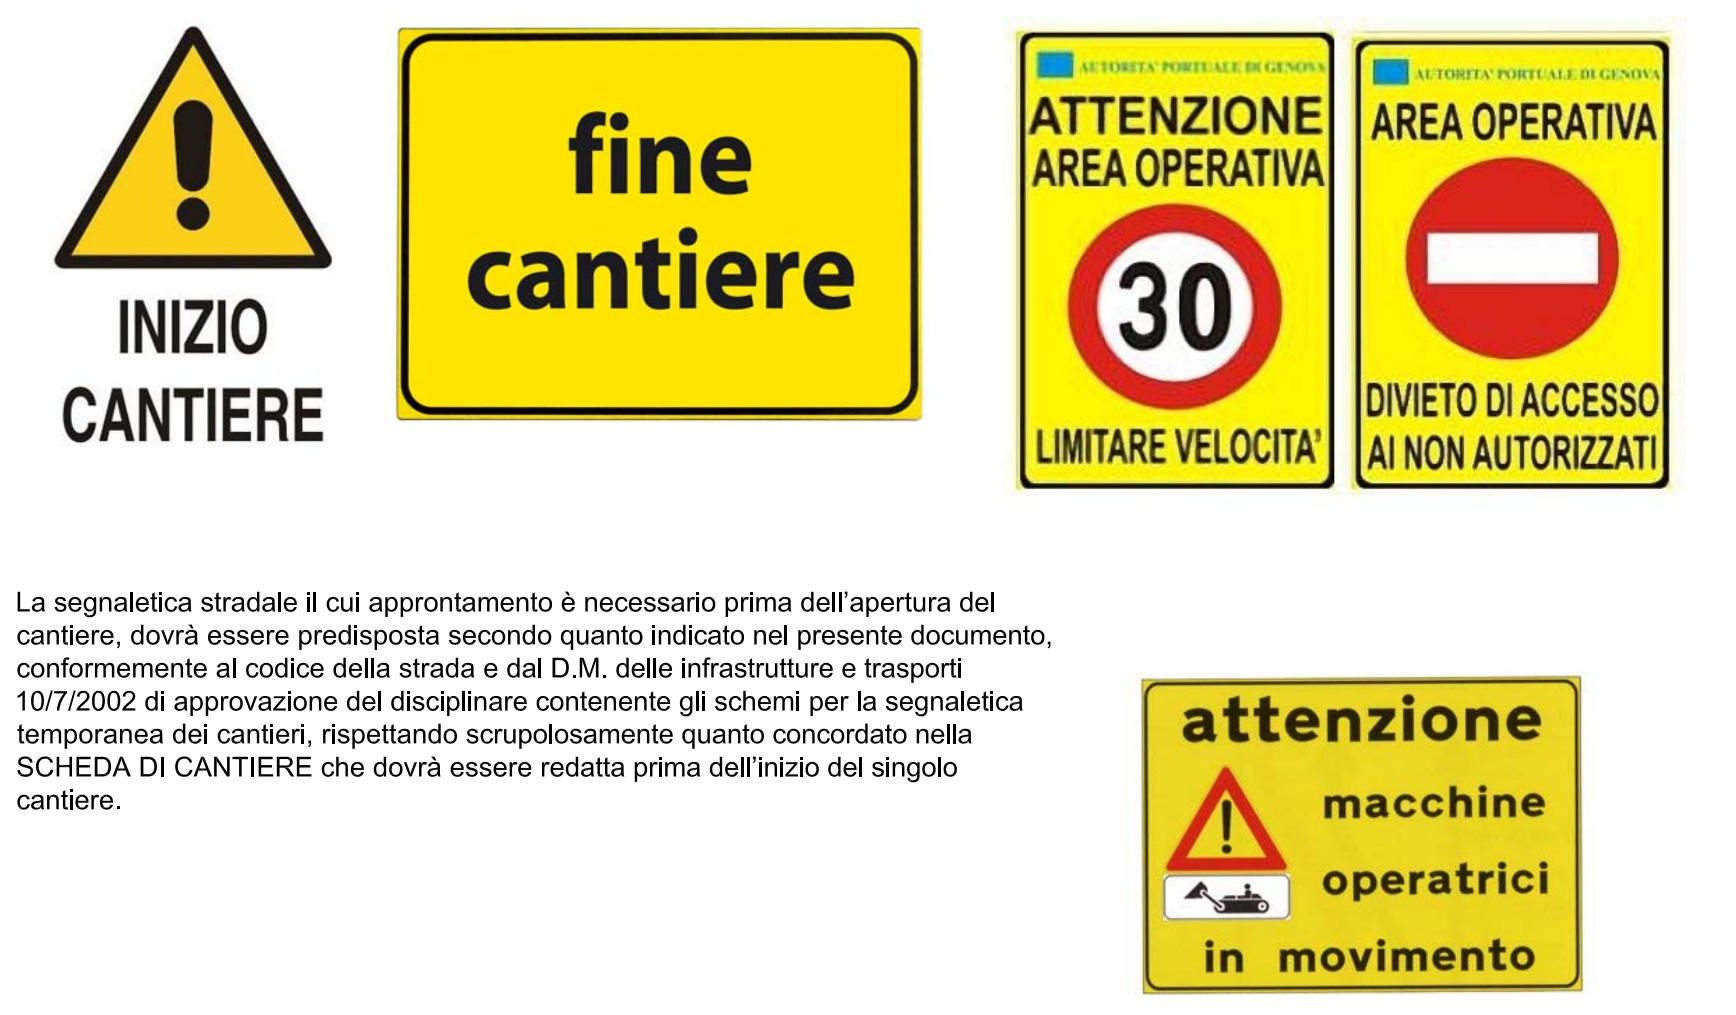 INIZIO
CANTIERE
fine
cantiere
AUTORITA' PORTUALE DI GENOVA
ATTENZIONE
AREA OPERATIVA
30
LIMITARE VELOCITA'
AUTORITA' PORTUALE DI GENOVA
AREA OPERATIVA
DIVIETO DI ACCESSO
AI NON AUTORIZZATI
La segnaletica stradale il cui approntamento è necessario prima dell'apertura del
cantiere, dovrà essere predisposta secondo quanto indicato nel presente documento,
conformemente al codice della strada e dal D.M. delle infrastrutture e trasporti
10/7/2002 di approvazione del disciplinare contenente gli schemi per la segnaletica
temporanea dei cantieri, rispettando scrupolosamente quanto concordato nella
SCHEDA DI CANTIERE che dovrà essere redatta prima dell'inizio del singolo
cantiere.
attenzione
macchine
operatrici
in movimento